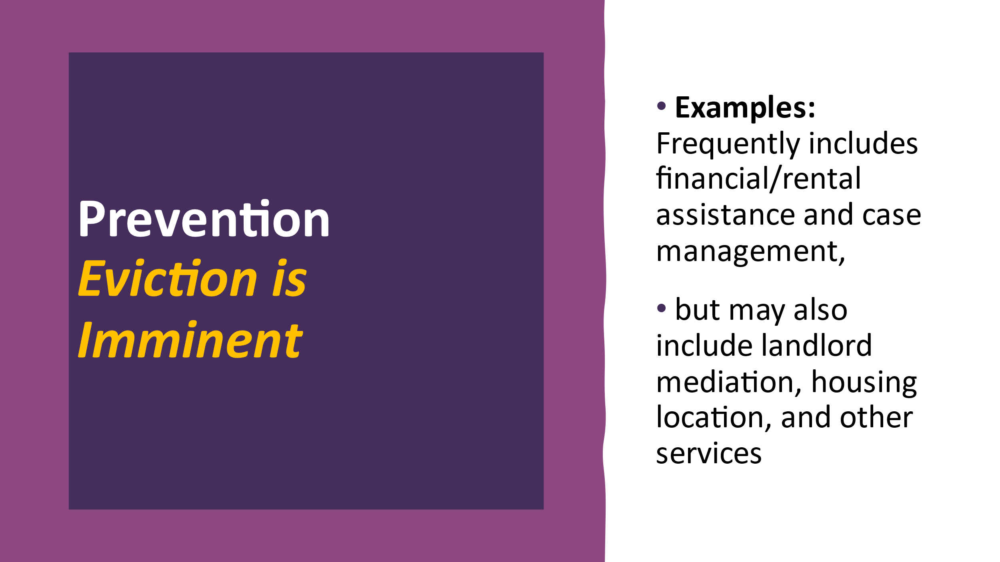 Prevention
Eviction is
Imminent
• Examples:
Frequently includes
financial/rental
assistance and case
management,
• but may also
include landlord
mediation, housing
location, and other
services